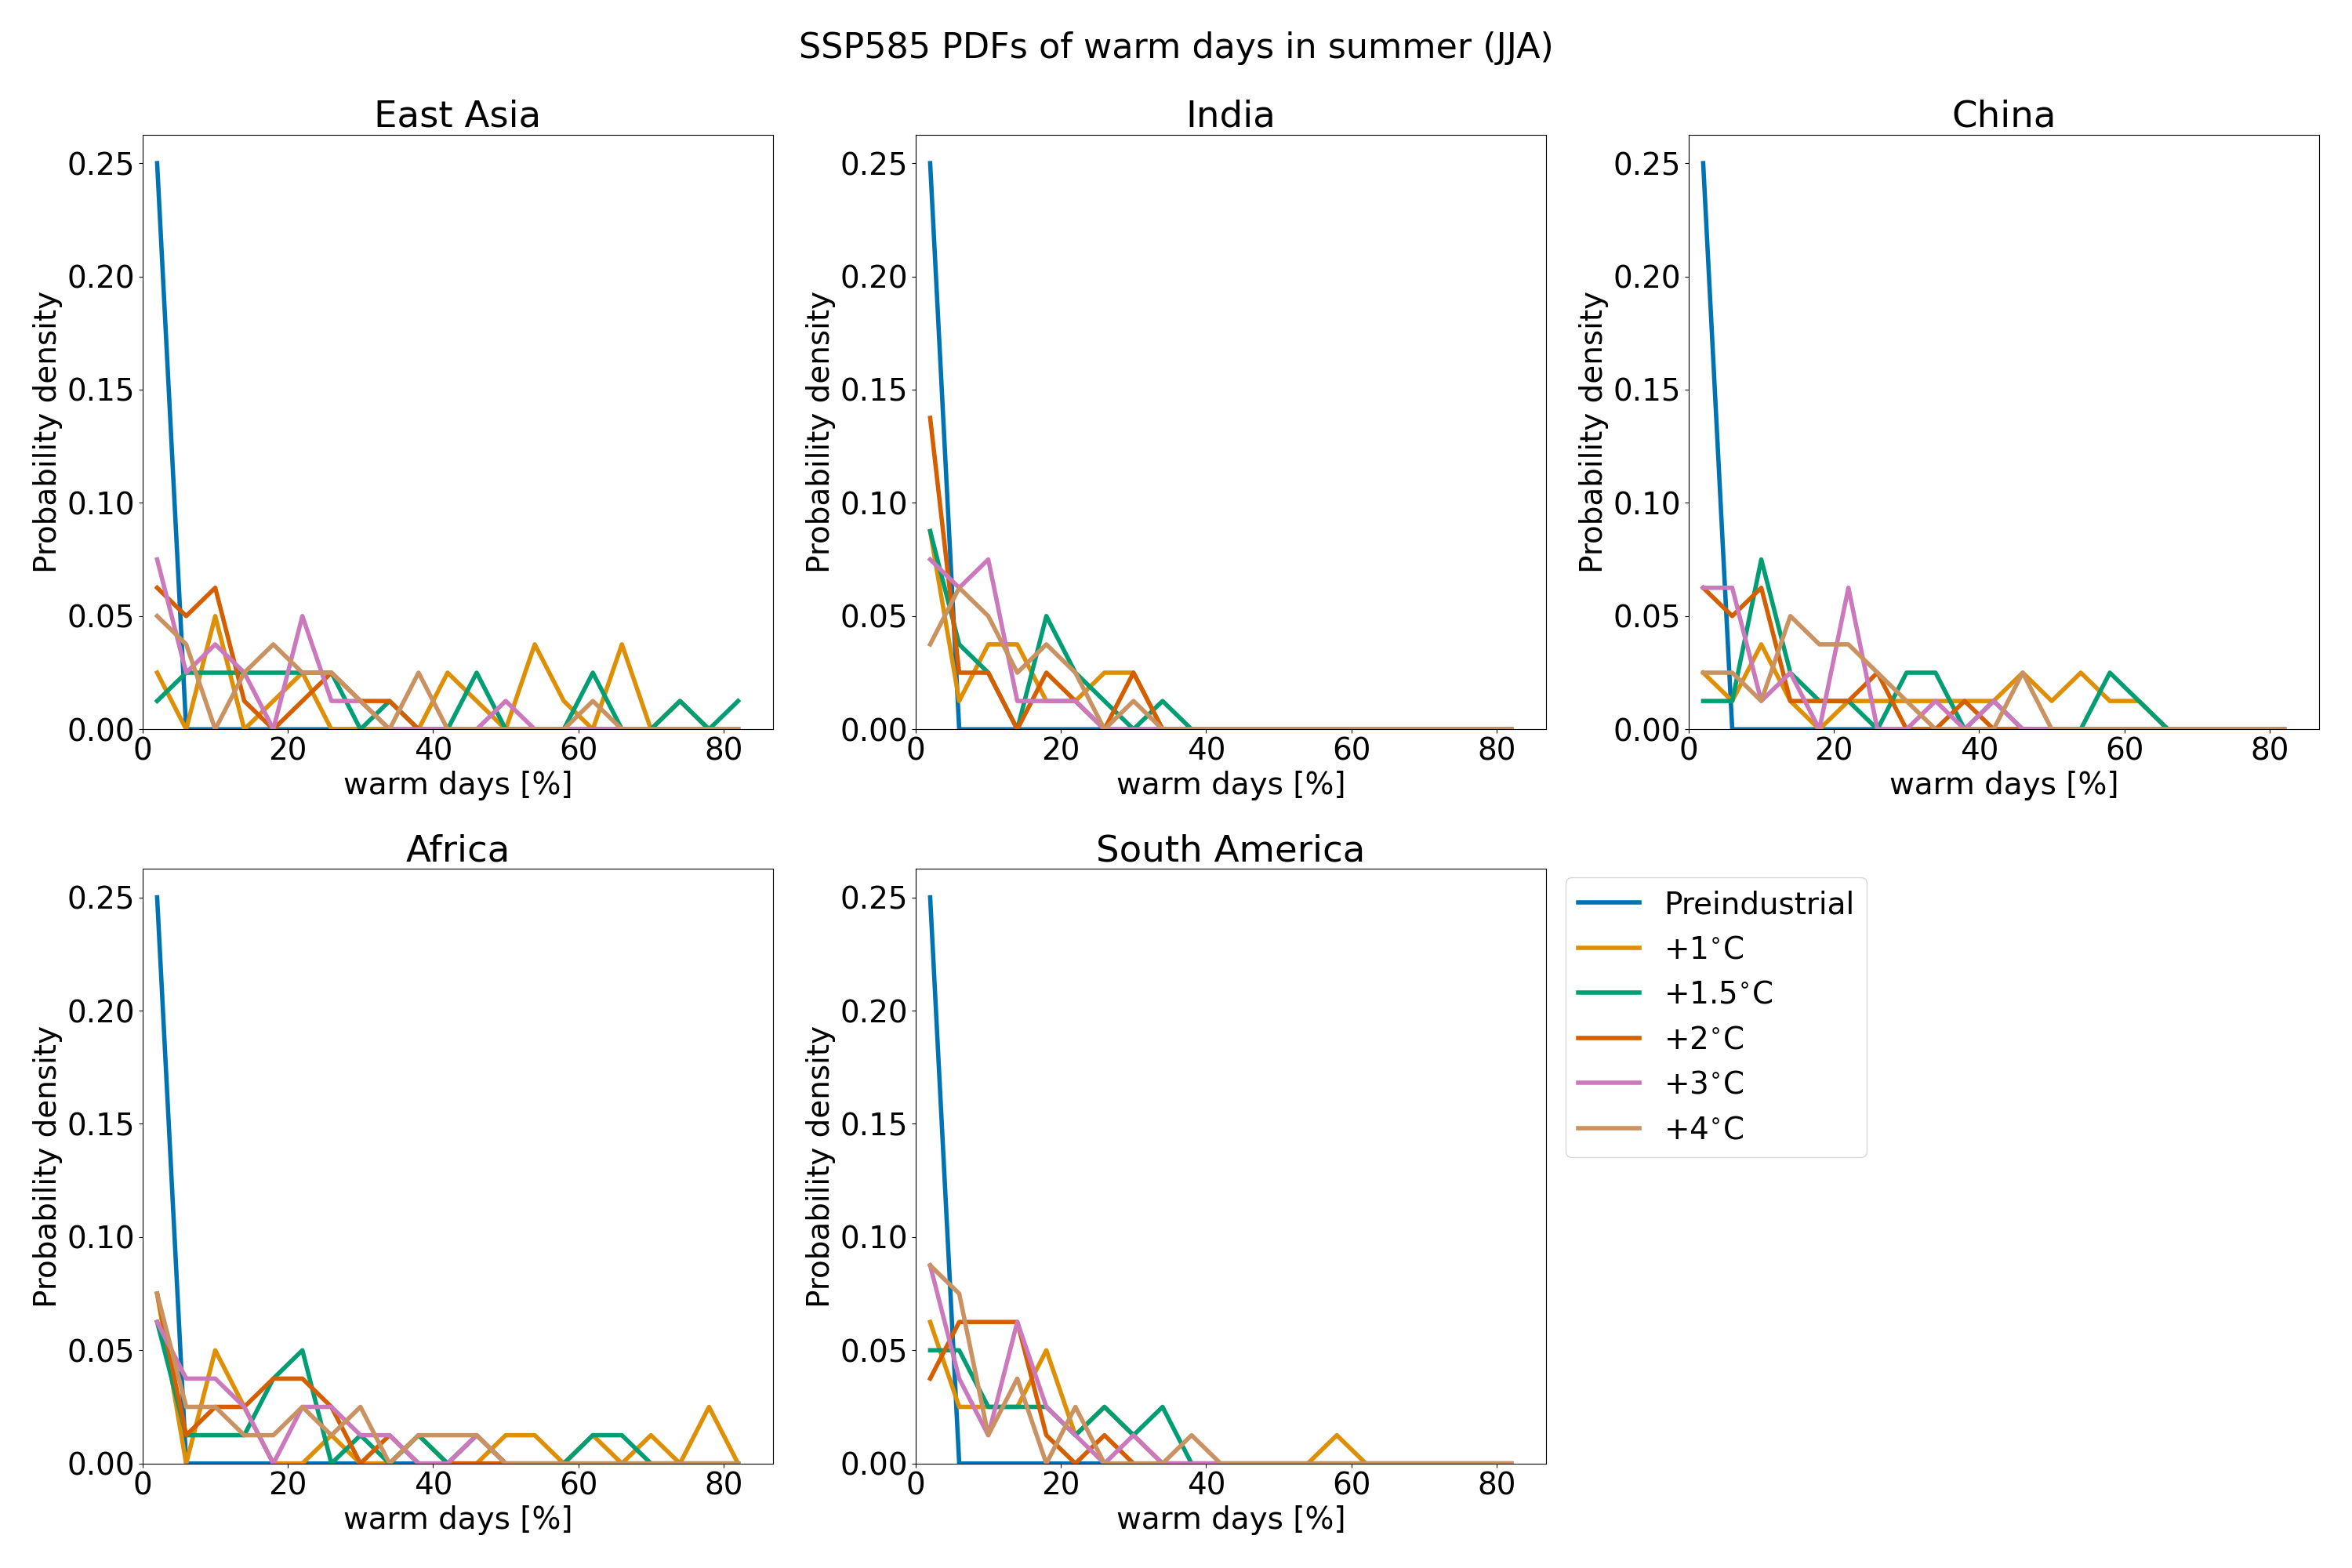 SSP585 PDFs of warm days in summer (JJA)
East Asia
Probability density
0.25
0.20
0.15
0.10
0.05
0.00
0 20 40 60 80
warm days [%]
India
Probability density
0.25
0.20
0.15
0.10
0.05
0.00
0 20 40 60 80
warm days [%]
China
Probability density
0.25
0.20
0.15
0.10
0.05
0.00
0 20 40 60 80
warm days [%]
Africa
Probability density
0.25
0.20
0.15
0.10
0.05
0.00
0 20 40 60 80
warm days [%]
South America
Probability density
0.25
0.20
0.15
0.10
0.05
0.00
0 20 40 60 80
warm days [%]
Preindustrial
+1°C
+1.5°C
+2°C
+3°C
+4°C